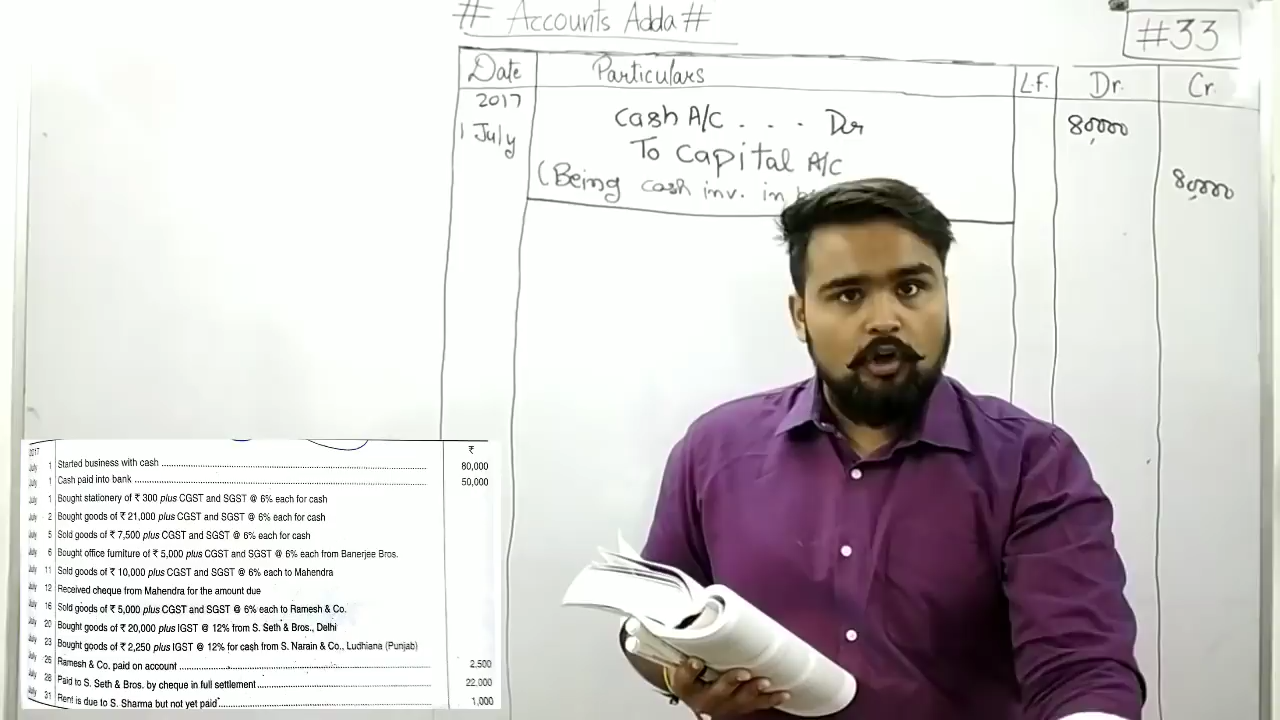 # Accounts Adda #
#33
Date Particulars L.F. Dr. Cr.
2017
1 July Cash A/C . . . Dr 80,000
To Capital A/C
80,000
(Being cash inv. in
2017 ₹
July 1 Started business with cash 80,000
July 1 Cash paid into bank 50,000
July 1 Bought stationery of ₹ 300 plus CGST and SGST @ 6% each for cash
July 2 Bought goods of ₹ 21,000 plus CGST and SGST @ 6% each for cash
July 5 Sold goods of ₹ 7,500 plus CGST and SGST @ 6% each for cash
July 6 Bought office furniture of ₹ 5,000 plus CGST and SGST @ 6% each from Banerjee Bros.
July 11 Sold goods of ₹ 10,000 plus CGST and SGST @ 6% each to Mahendra
July 12 Received cheque from Mahendra for the amount due
July 16 Sold goods of ₹ 5,000 plus CGST and SGST @ 6% each to Ramesh & Co.
July 20 Bought goods of ₹ 20,000 plus IGST @ 12% from S. Seth & Bros., Delhi
July 23 Bought goods of ₹ 2,250 plus IGST @ 12% for cash from S. Narain & Co., Ludhiana (Punjab)
July 26 Ramesh & Co. paid on account 2,500
July 28 Paid to S. Seth & Bros. by cheque in full settlement 22,000
July 31 Rent is due to S. Sharma but not yet paid 1,000